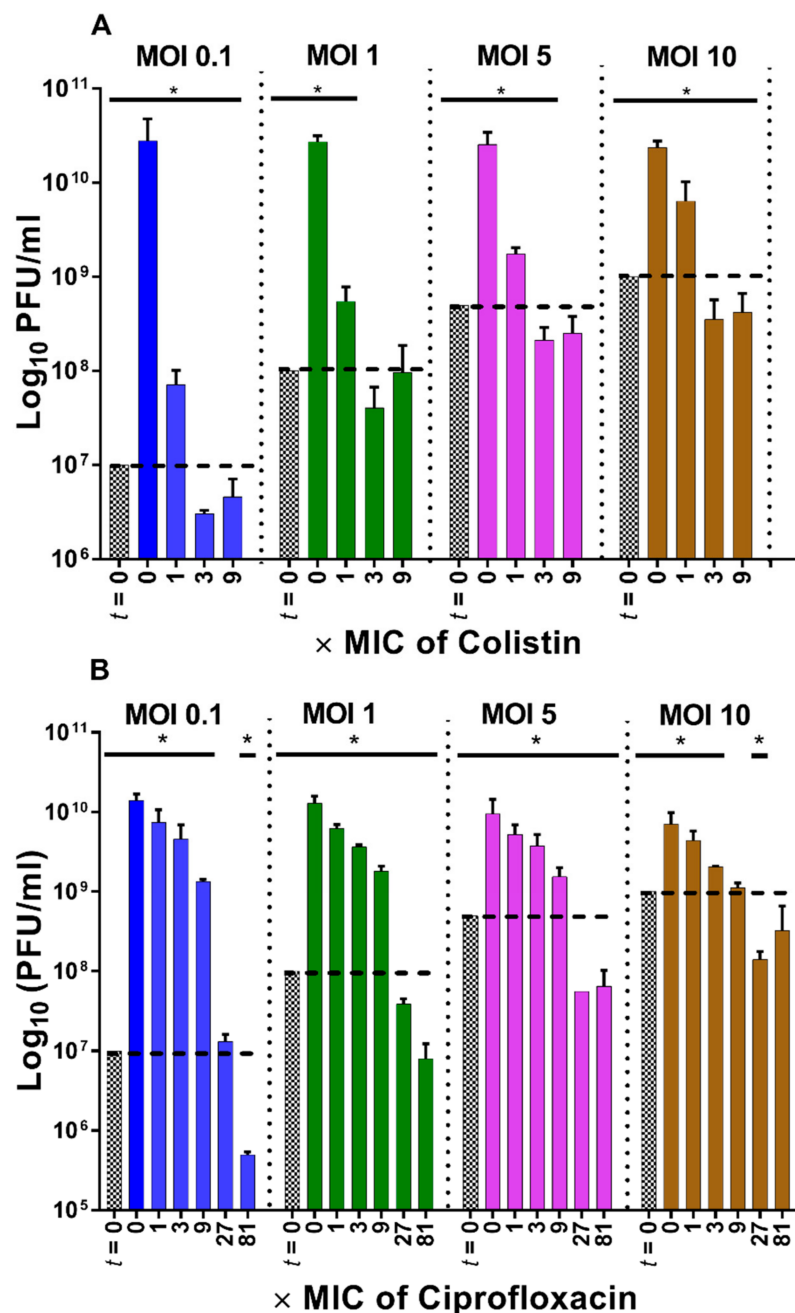 A
MOI 0.1 MOI 1 MOI 5 MOI 10
* * * *
10¹¹
10¹⁰
10⁹
10⁸
10⁷
10⁶
Log₁₀ PFU/ml
t = 0 0 1 3 9 t = 0 0 1 3 9 t = 0 0 1 3 9 t = 0 0 1 3 9
× MIC of Colistin
B
MOI 0.1 MOI 1 MOI 5 MOI 10
* * * * * *
10¹¹
10¹⁰
10⁹
10⁸
10⁷
10⁶
10⁵
Log₁₀ (PFU/ml)
t = 0 0 1 3 9 27 81 t = 0 0 1 3 9 27 81 t = 0 0 1 3 9 27 81 t = 0 0 1 3 9 27 81
× MIC of Ciprofloxacin